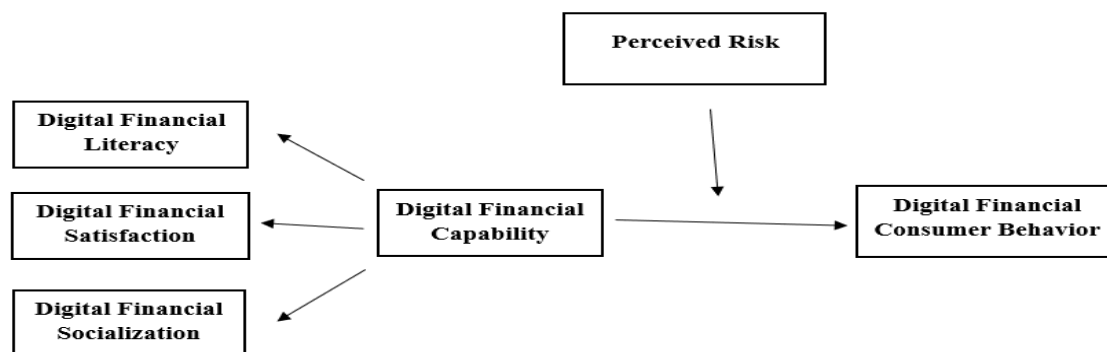 Perceived Risk
Digital Financial
Literacy
Digital Financial
Satisfaction
Digital Financial
Capability
Digital Financial
Consumer Behavior
Digital Financial
Socialization